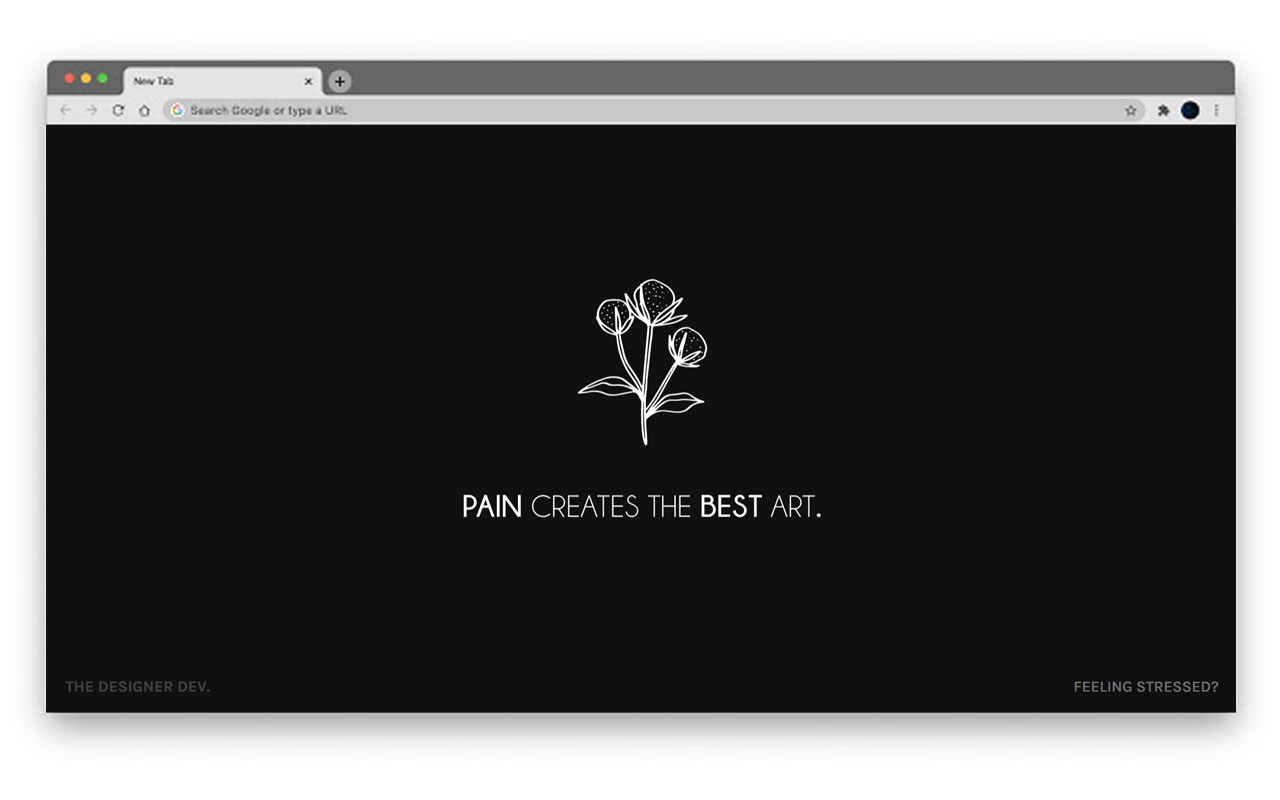 New Tab
Search Google or type a URL
PAIN CREATES THE BEST ART.
THE DESIGNER DEV.
FEELING STRESSED?